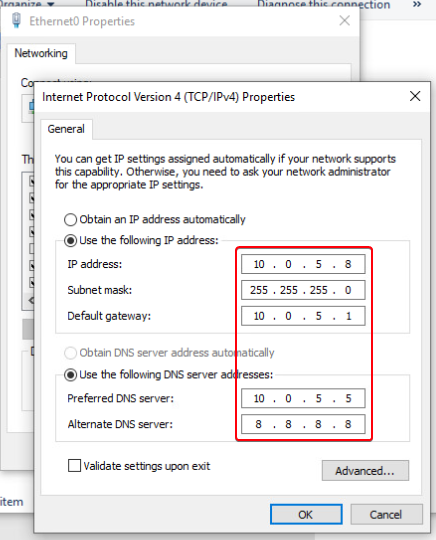 Disable this network device
Diagnose this connection
»
Ethernet0 Properties
Networking
Internet Protocol Version 4 (TCP/IPv4) Properties
General
You can get IP settings assigned automatically if your network supports
this capability. Otherwise, you need to ask your network administrator
for the appropriate IP settings.
Obtain an IP address automatically
Use the following IP address:
IP address: 10 . 0 . 5 . 8
Subnet mask: 255 . 255 . 255 . 0
Default gateway: 10 . 0 . 5 . 1
Obtain DNS server address automatically
Use the following DNS server addresses:
Preferred DNS server: 10 . 0 . 5 . 5
Alternate DNS server: 8 . 8 . 8 . 8
Validate settings upon exit
Advanced...
item
OK
Cancel